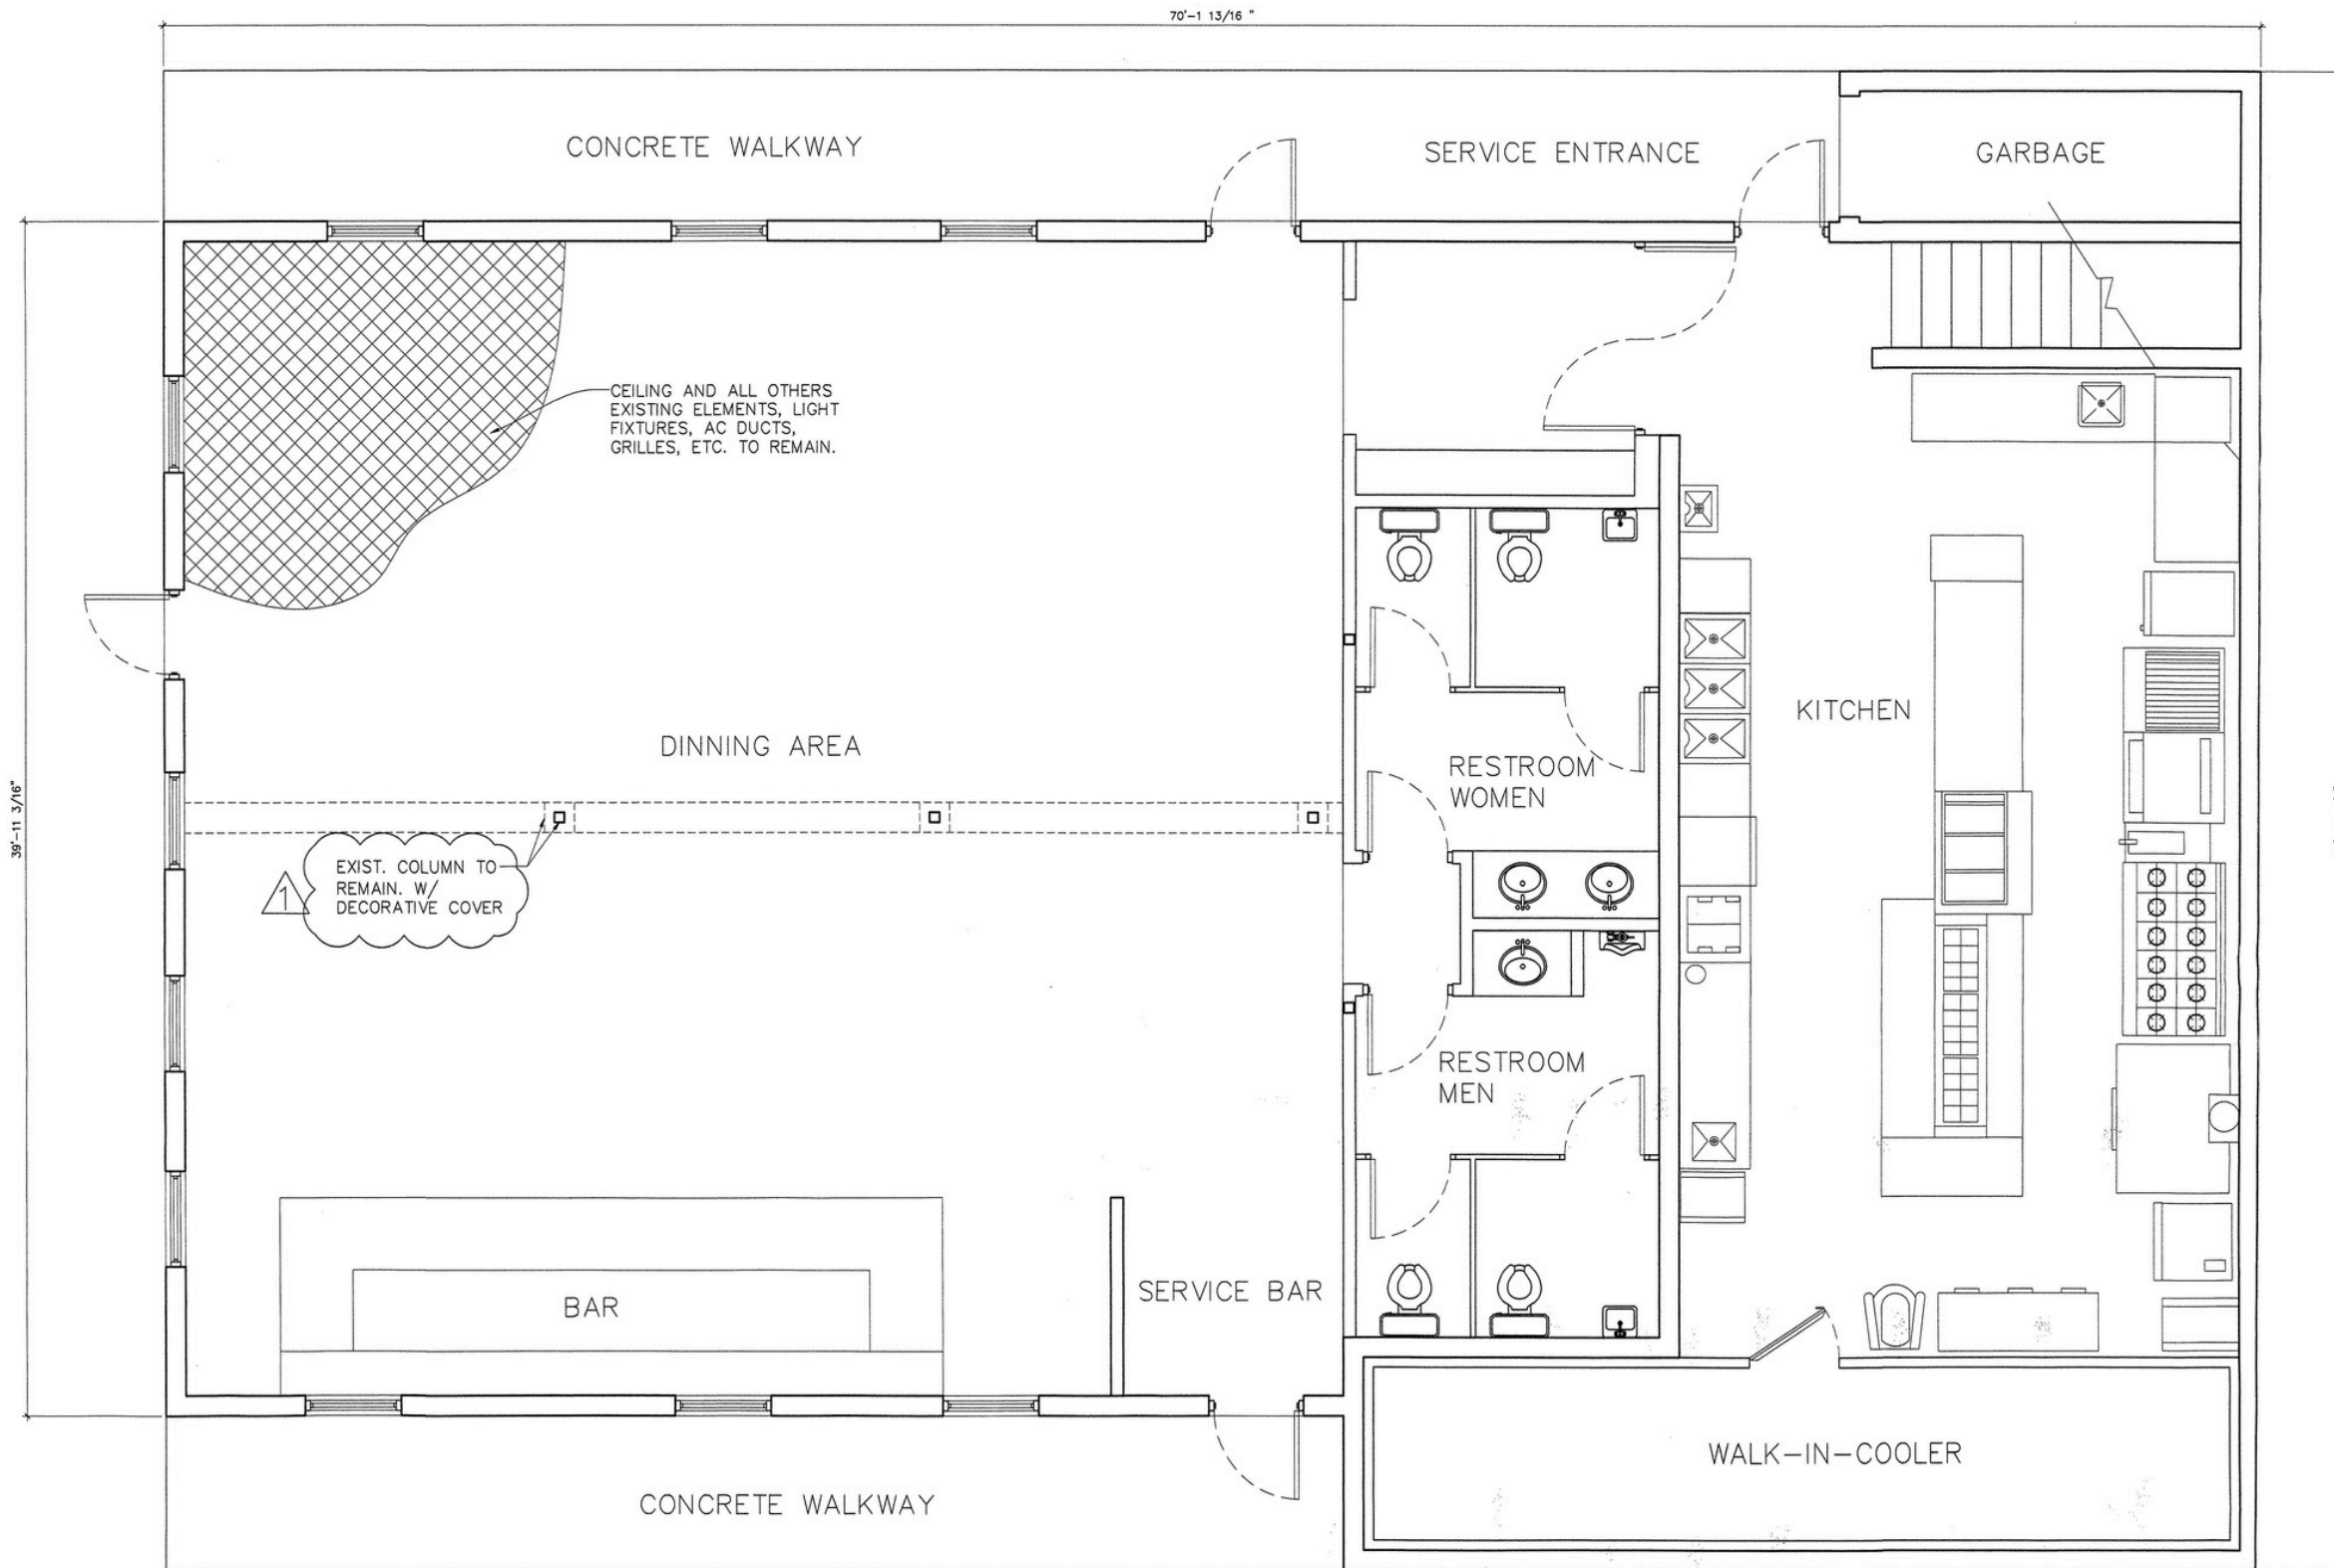 70'-1 13/16 "
CONCRETE WALKWAY
SERVICE ENTRANCE
GARBAGE
CEILING AND ALL OTHERS
EXISTING ELEMENTS, LIGHT
FIXTURES, AC DUCTS,
GRILLES, ETC. TO REMAIN.
39'-11 3/16"
DINNING AREA
KITCHEN
RESTROOM
WOMEN
EXIST. COLUMN TO
REMAIN. W/
DECORATIVE COVER
1
RESTROOM
MEN
SERVICE BAR
BAR
WALK-IN-COOLER
CONCRETE WALKWAY